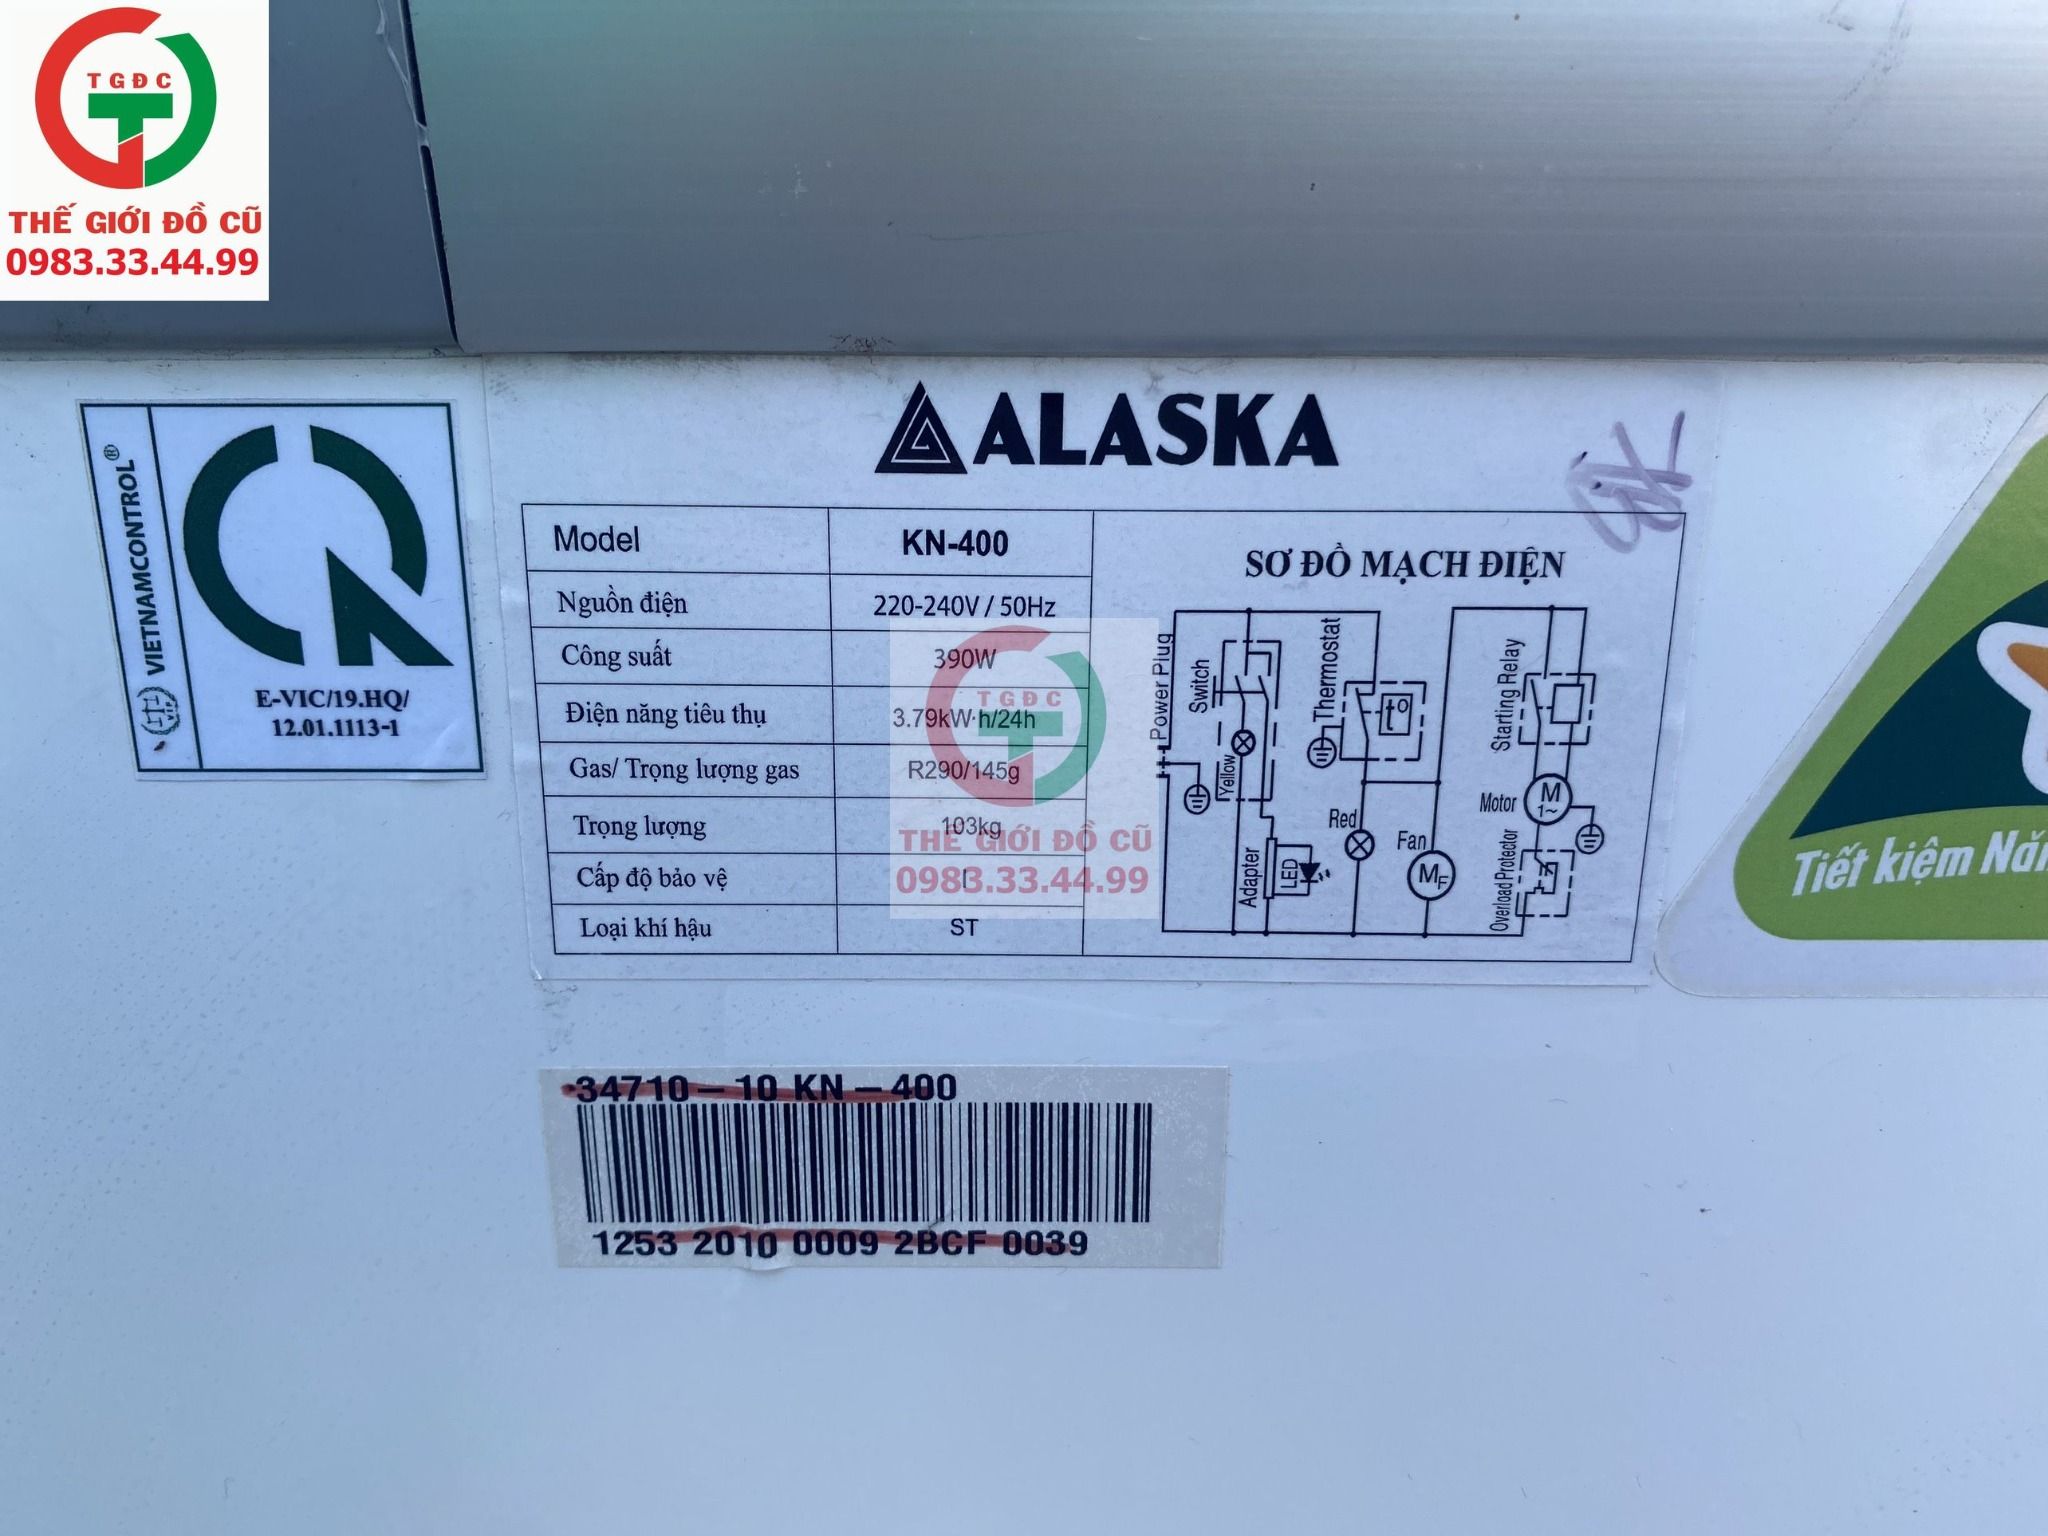 TGĐC
THẾ GIỚI ĐỒ CŨ
0983.33.44.99
VIETNAMCONTROL®
E-VIC/19.HQ/
12.01.1113-1
ALASKA
Model KN-400
Nguồn điện 220-240V / 50Hz
Công suất 390W
Điện năng tiêu thụ 3.79kW·h/24h
Gas/ Trọng lượng gas R290/145g
Trọng lượng 103kg
Cấp độ bảo vệ I
Loại khí hậu ST
SƠ ĐỒ MẠCH ĐIỆN
Power Plug
Switch
Yellow
Adapter
LED
Thermostat
t°
Red
Fan
MF
Starting Relay
Motor
M
1~
Overload Protector
TGĐC
THẾ GIỚI ĐỒ CŨ
0983.33.44.99
Tiết kiệm
34710-10 KN-400
1253 2010 0009 2BCF 0039